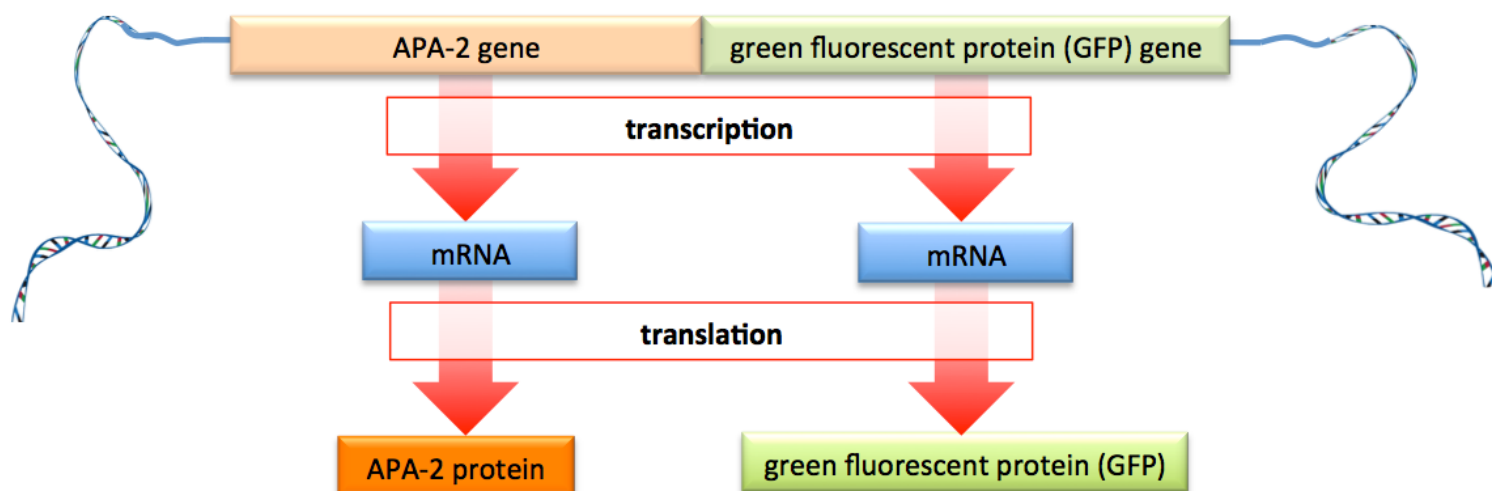 APA-2 gene
green fluorescent protein (GFP) gene
transcription
mRNA
mRNA
translation
APA-2 protein
green fluorescent protein (GFP)